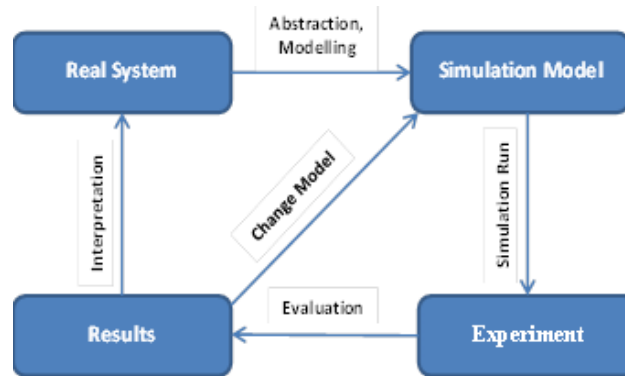 Abstraction,
Modelling
Real System
Simulation Model
Interpretation
Change Model
Simulation Run
Evaluation
Results
Experiment